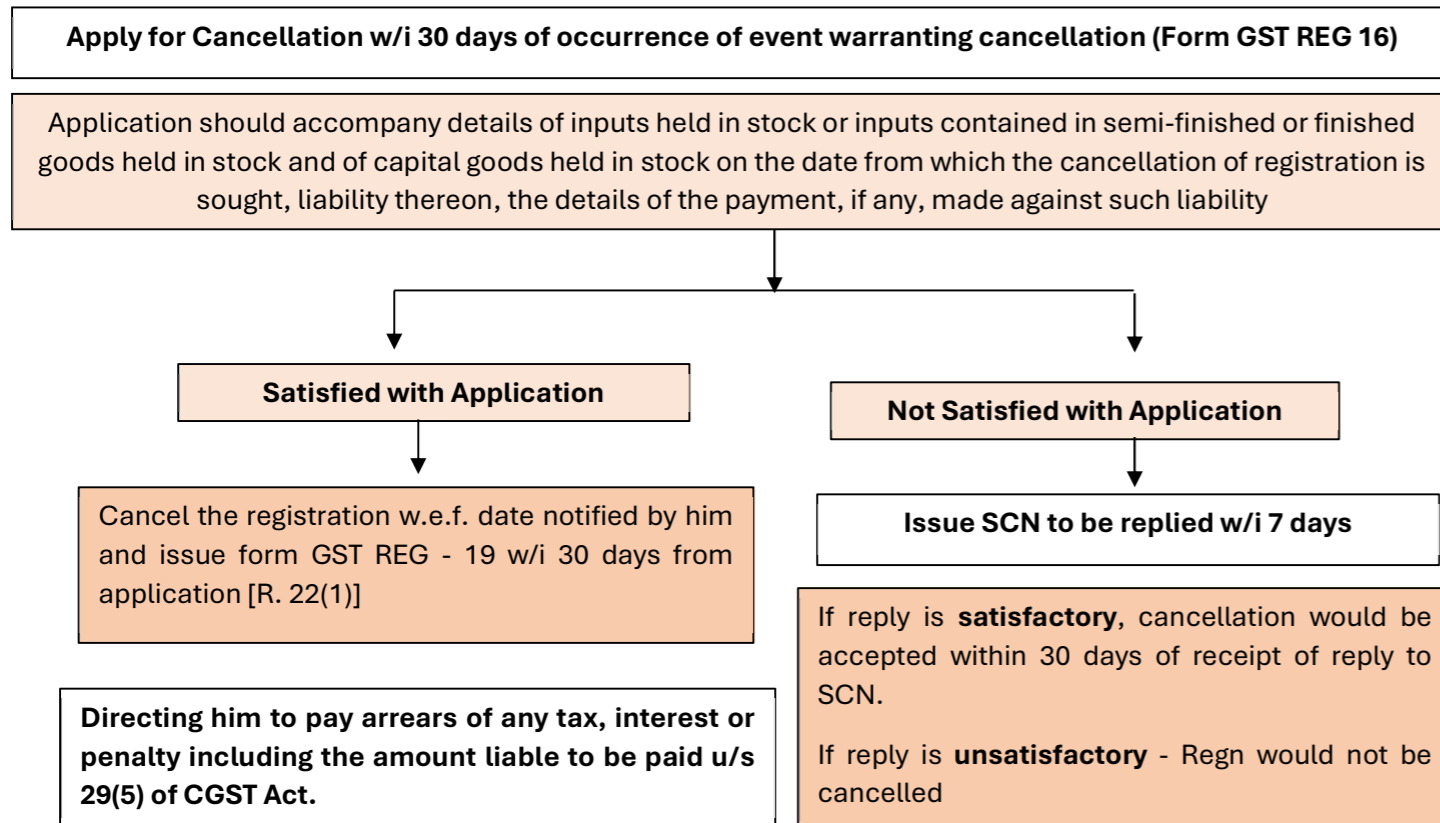 Apply for Cancellation w/i 30 days of occurrence of event warranting cancellation (Form GST REG 16)
Application should accompany details of inputs held in stock or inputs contained in semi-finished or finished
goods held in stock and of capital goods held in stock on the date from which the cancellation of registration is
sought, liability thereon, the details of the payment, if any, made against such liability
Satisfied with Application
Cancel the registration w.e.f. date notified by him
and issue form GST REG - 19 w/i 30 days from
application [R. 22(1)]
Directing him to pay arrears of any tax, interest or
penalty including the amount liable to be paid u/s
29(5) of CGST Act.
Not Satisfied with Application
Issue SCN to be replied w/i 7 days
If reply is satisfactory, cancellation would be
accepted within 30 days of receipt of reply to
SCN.
If reply is unsatisfactory - Regn would not be
cancelled